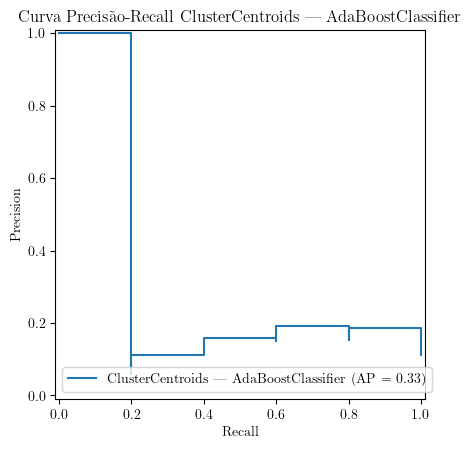 Curva Precisão-Recall ClusterCentroids — AdaBoostClassifier
1.0
0.8
0.6
0.4
0.2
0.0
Precision
ClusterCentroids — AdaBoostClassifier (AP = 0.33)
0.0 0.2 0.4 0.6 0.8 1.0
Recall